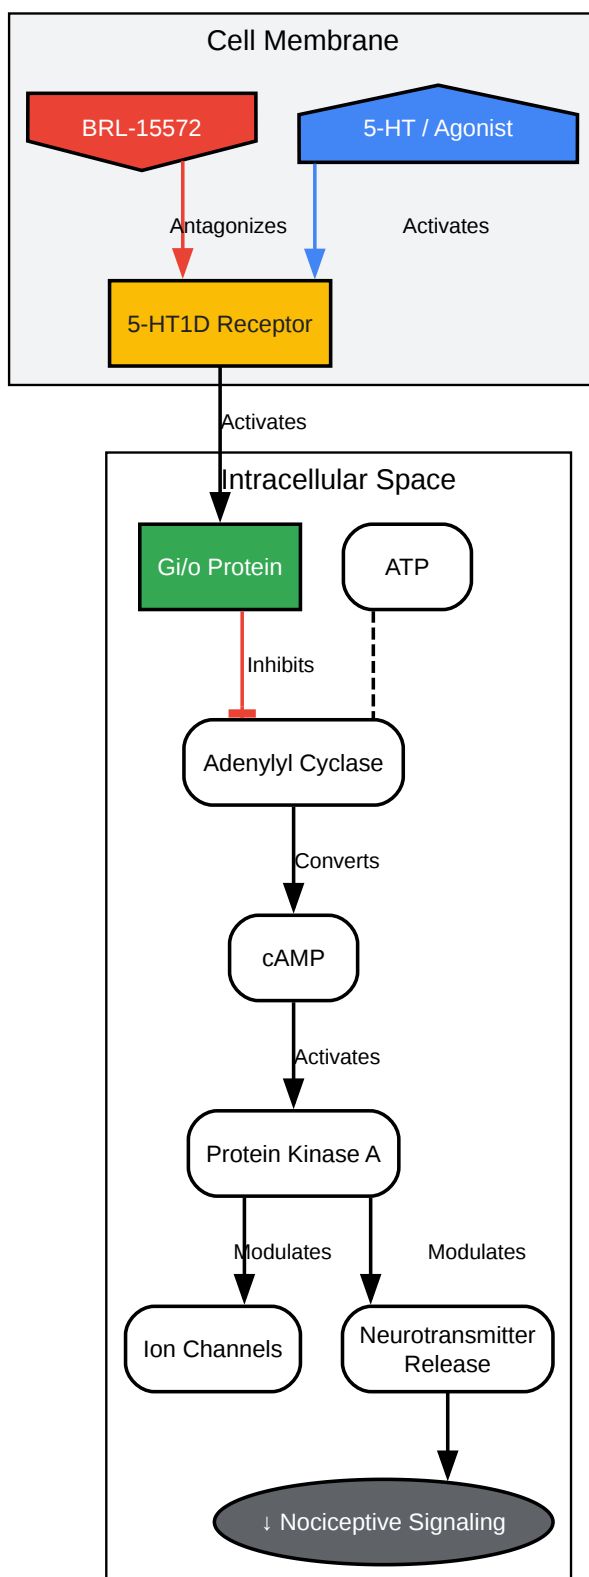 Cell Membrane
BRL-15572
5-HT / Agonist
Antagonizes
Activates
5-HT1D Receptor
Activates
Intracellular Space
Gi/o Protein
ATP
Inhibits
Adenylyl Cyclase
Converts
cAMP
Activates
Protein Kinase A
Modulates
Modulates
Ion Channels
Neurotransmitter
Release
↓ Nociceptive Signaling